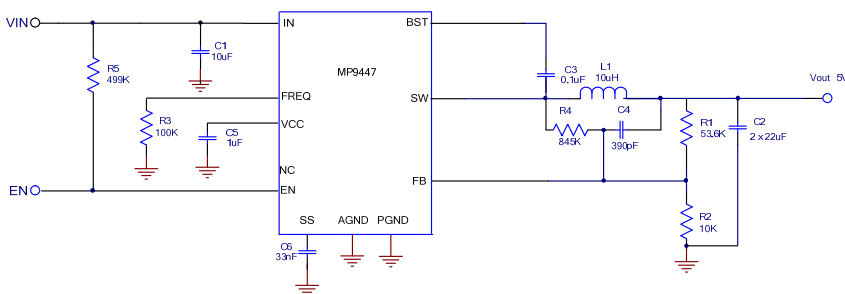 VIN
IN
BST
C1
10uF
MP9447
R5
499K
C3
0.1uF
L1
10uH
Vout 5V
FREQ
SW
R3
100K
VCC
C5
1uF
R4
845K
C4
390pF
R1
53.6K
C2
2x22uF
NC
EN
EN
FB
SS
AGND
PGND
R2
10K
C6
33nF